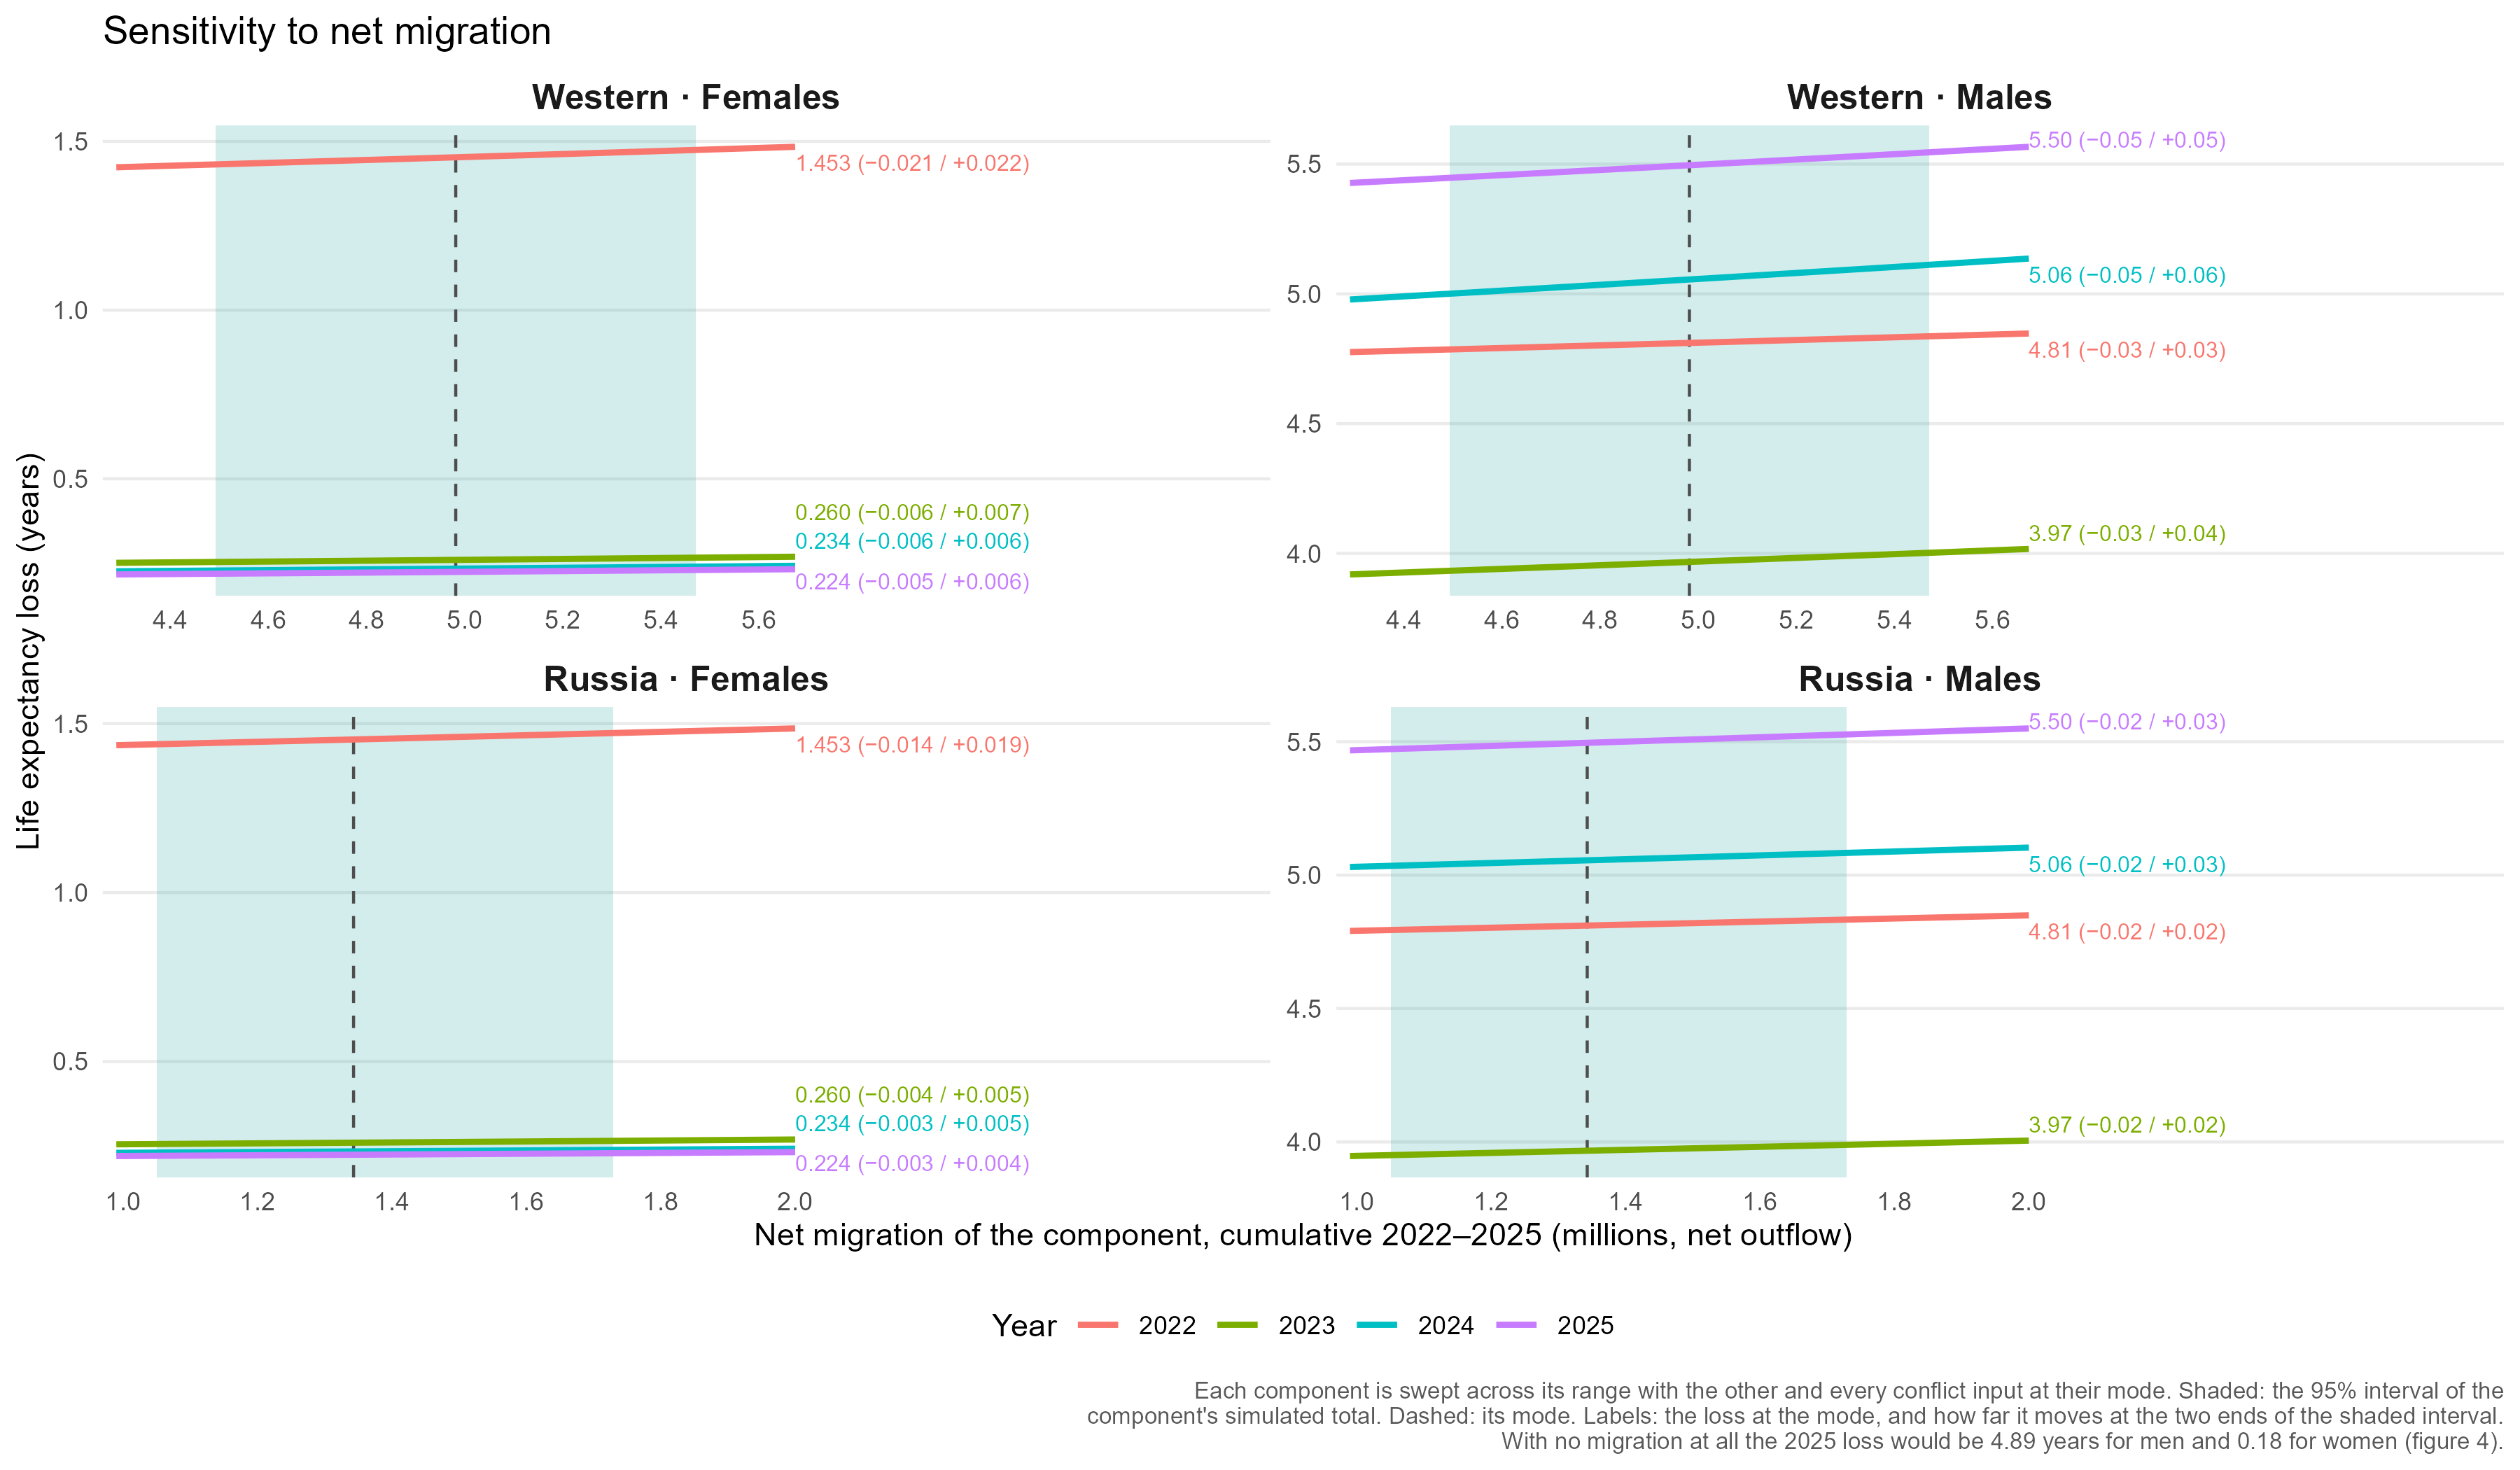 Sensitivity to net migration
Western · Females
Western · Males
Life expectancy loss (years)
1.5
1.0
0.5
1.453 (−0.021 / +0.022)
0.260 (−0.006 / +0.007)
0.234 (−0.006 / +0.006)
0.224 (−0.005 / +0.006)
4.4 4.6 4.8 5.0 5.2 5.4 5.6
5.5
5.0
4.5
4.0
5.50 (−0.05 / +0.05)
5.06 (−0.05 / +0.06)
4.81 (−0.03 / +0.03)
3.97 (−0.03 / +0.04)
4.4 4.6 4.8 5.0 5.2 5.4 5.6
Russia · Females
Russia · Males
1.5
1.0
0.5
1.453 (−0.014 / +0.019)
0.260 (−0.004 / +0.005)
0.234 (−0.003 / +0.005)
0.224 (−0.003 / +0.004)
1.0 1.2 1.4 1.6 1.8 2.0
5.5
5.0
4.5
4.0
5.50 (−0.02 / +0.03)
5.06 (−0.02 / +0.03)
4.81 (−0.02 / +0.02)
3.97 (−0.02 / +0.02)
1.0 1.2 1.4 1.6 1.8 2.0
Net migration of the component, cumulative 2022–2025 (millions, net outflow)
Year 2022 2023 2024 2025
Each component is swept across its range with the other and every conflict input at their mode. Shaded: the 95% interval of the
component's simulated total. Dashed: its mode. Labels: the loss at the mode, and how far it moves at the two ends of the shaded interval.
With no migration at all the 2025 loss would be 4.89 years for men and 0.18 for women (figure 4).